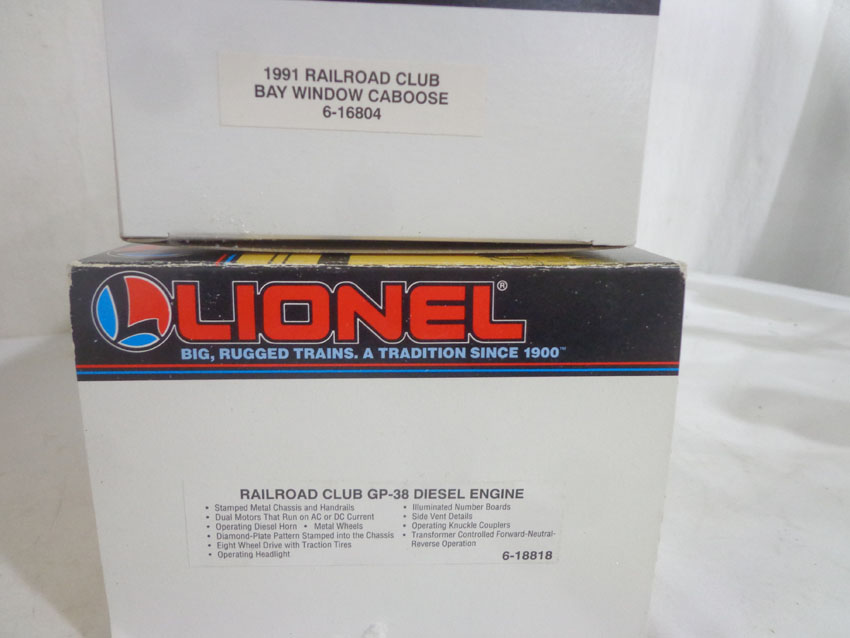 1991 RAILROAD CLUB
BAY WINDOW CABOOSE
6-16804
LIONEL®
BIG, RUGGED TRAINS. A TRADITION SINCE 1900™
RAILROAD CLUB GP-38 DIESEL ENGINE
• Stamped Metal Chassis and Handrails
• Dual Motors That Run on AC or DC Current
• Operating Diesel Horn • Metal Wheels
• Diamond-Plate Pattern Stamped into the Chassis
• Eight Wheel Drive with Traction Tires
• Operating Headlight
• Illuminated Number Boards
• Side Vent Details
• Operating Knuckle Couplers
• Transformer Controlled Forward-Neutral-
Reverse Operation
6-18818